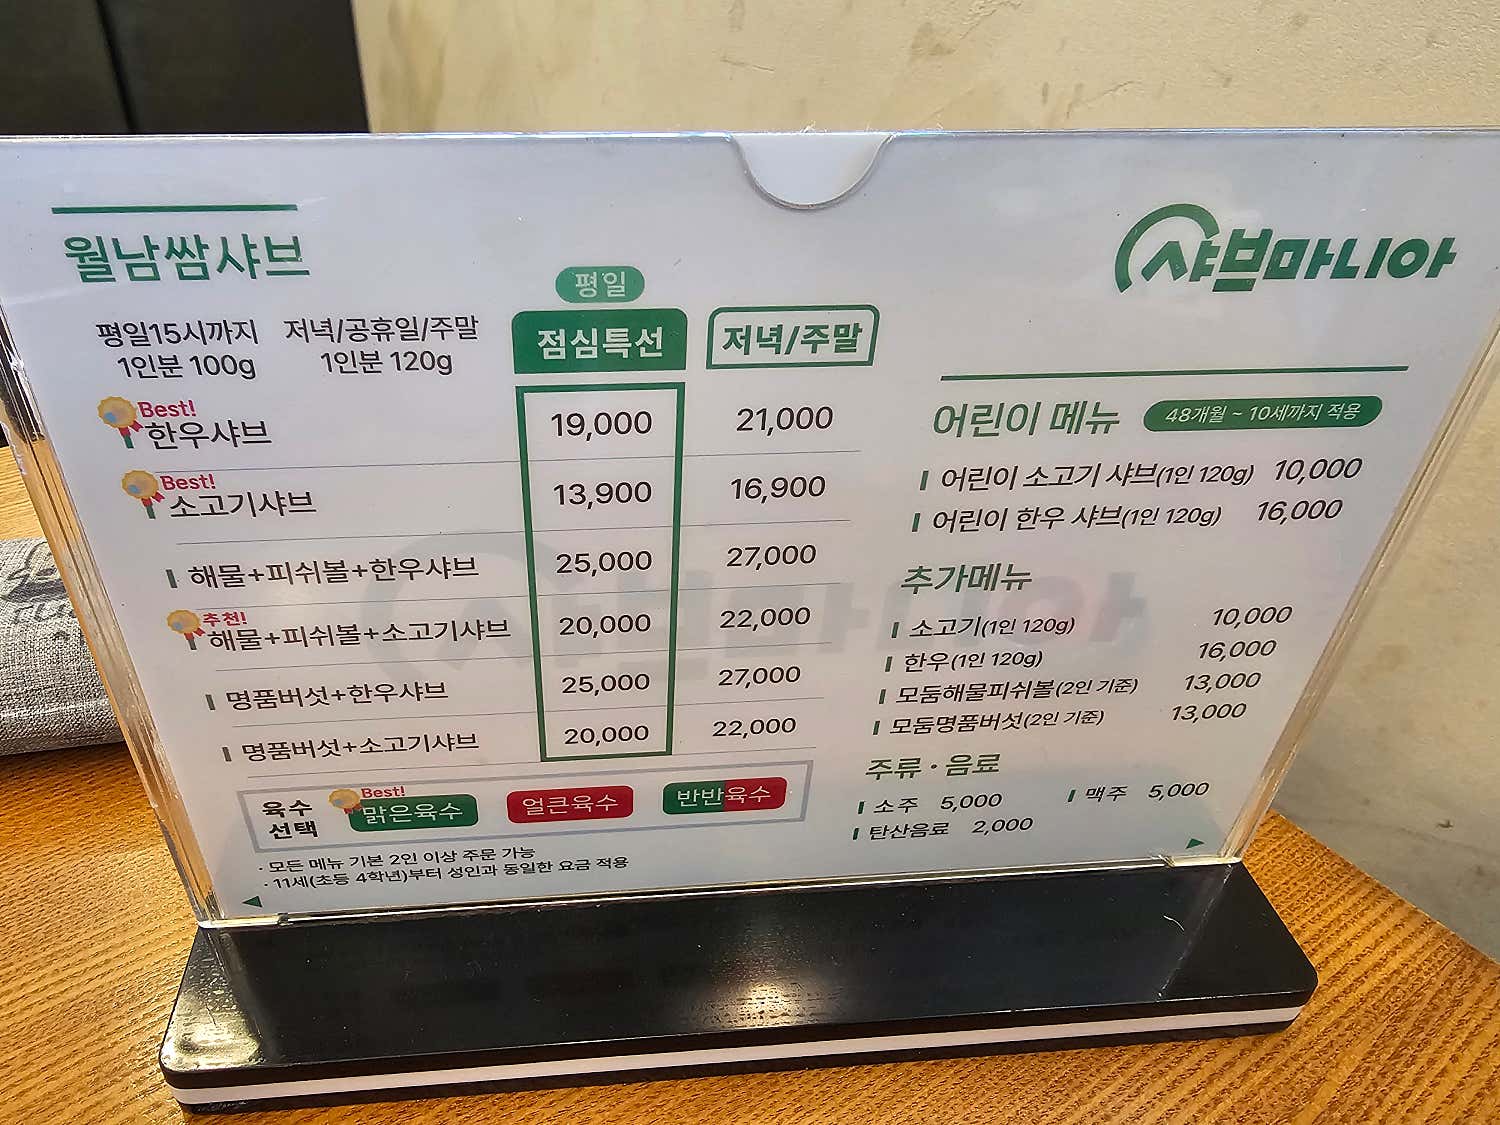 월남쌈샤브
샤브마니아
평일15시까지 저녁/공휴일/주말
1인분 100g 1인분 120g
평일
점심특선 저녁/주말
Best!
한우샤브 19,000 21,000
Best!
소고기샤브 13,900 16,900
해물+피쉬볼+한우샤브 25,000 27,000
추천!
해물+피쉬볼+소고기샤브 20,000 22,000
명품버섯+한우샤브 25,000 27,000
명품버섯+소고기샤브 20,000 22,000
육수
선택
Best!
맑은육수 얼큰육수 반반육수
· 모든 메뉴 기본 2인 이상 주문 가능
· 11세(초등 4학년)부터 성인과 동일한 요금 적용
어린이 메뉴 48개월 ~ 10세까지 적용
어린이 소고기 샤브(1인 120g) 10,000
어린이 한우 샤브(1인 120g) 16,000
추가메뉴
소고기(1인 120g) 10,000
한우(1인 120g) 16,000
모둠해물피쉬볼(2인 기준) 13,000
모둠명품버섯(2인 기준) 13,000
주류 · 음료
소주 5,000 맥주 5,000
탄산음료 2,000